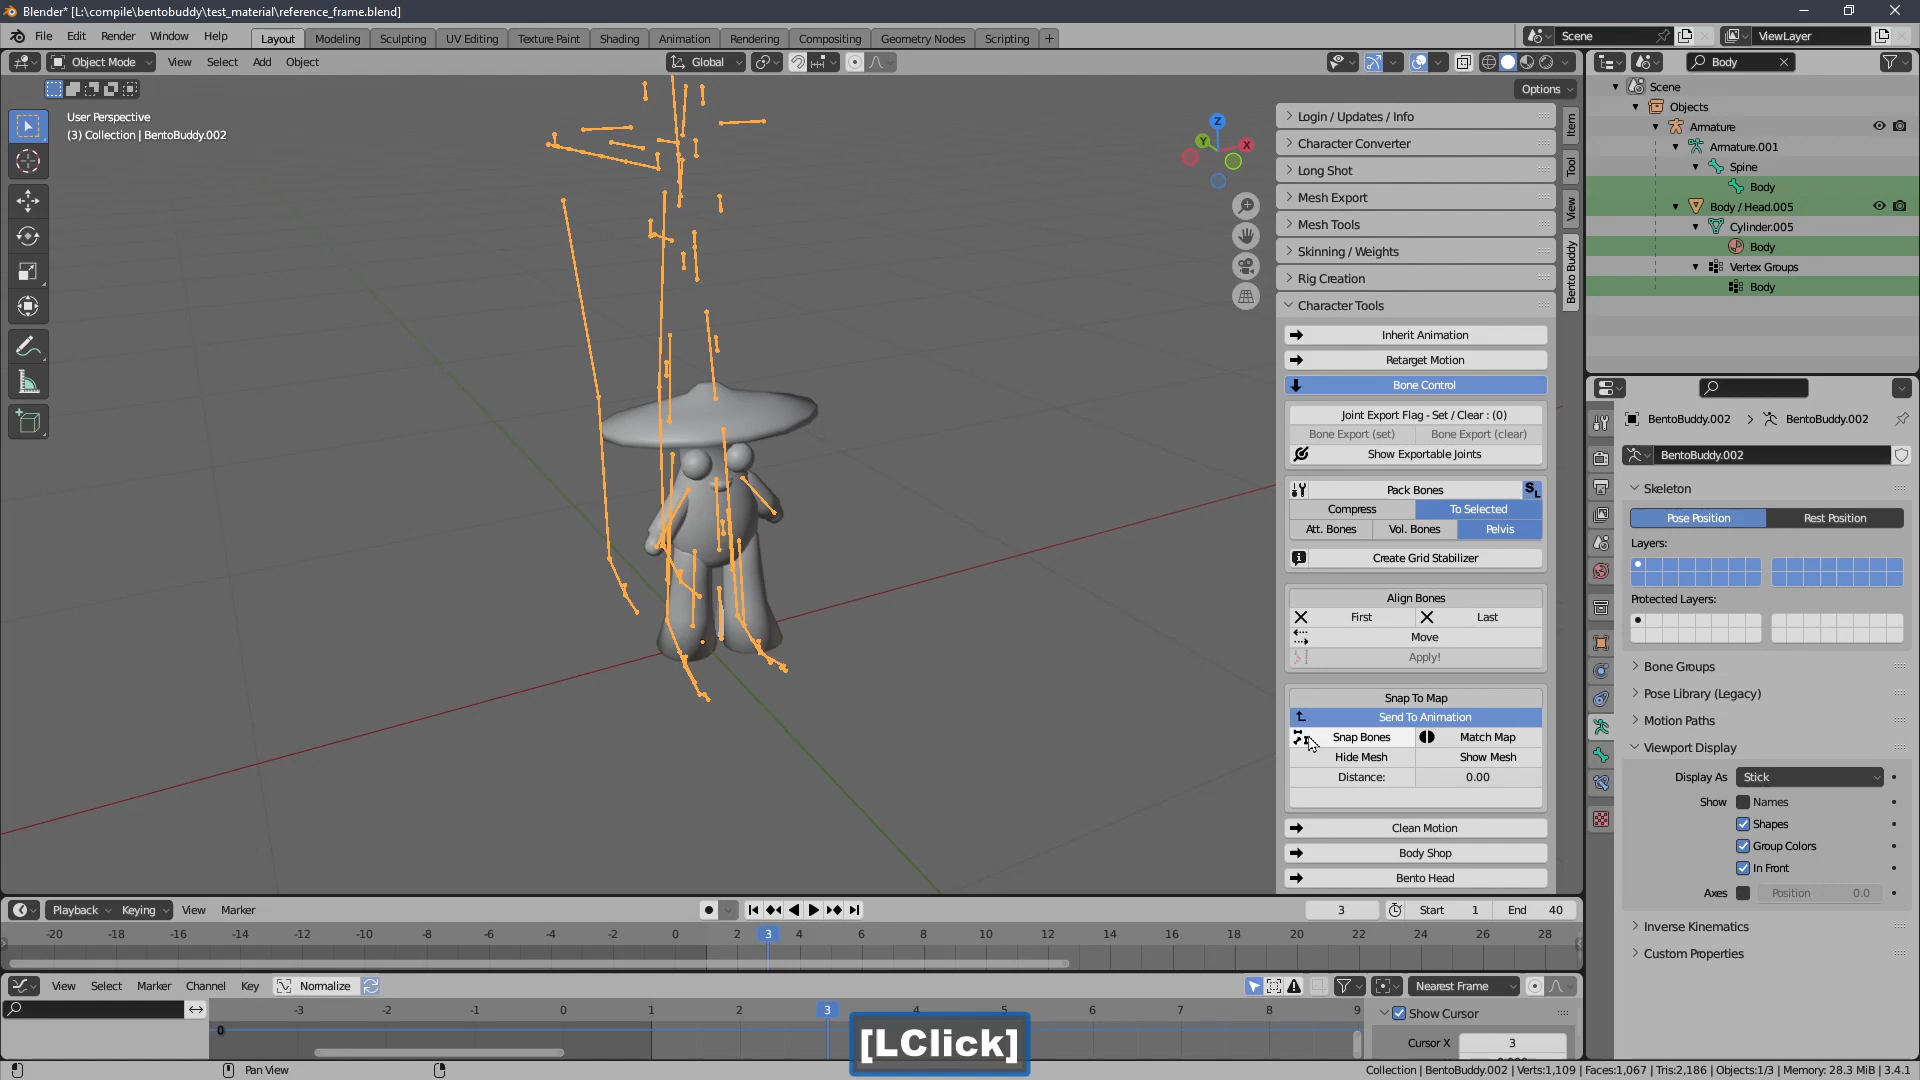 Blender* [L:\compile\bentobuddy\test_material\reference_frame.blend]
File Edit Render Window Help Layout Modeling Sculpting UV Editing Texture Paint Shading Animation Rendering Compositing Geometry Nodes Scripting + Scene ViewLayer
Object Mode View Select Add Object Global Body
Options
User Perspective
(3) Collection | BentoBuddy.002
Z
Y
X
Login / Updates / Info
Character Converter
Long Shot
Mesh Export
Mesh Tools
Skinning / Weights
Rig Creation
Character Tools
Inherit Animation
Retarget Motion
Bone Control
Joint Export Flag - Set / Clear : (0)
Bone Export (set) Bone Export (clear)
Show Exportable Joints
Pack Bones SL
Compress To Selected
Att. Bones Vol. Bones Pelvis
Create Grid Stabilizer
Align Bones
First Last
Move
Apply!
Snap To Map
Send To Animation
Snap Bones Match Map
Hide Mesh Show Mesh
Distance: 0.00
Clean Motion
Body Shop
Bento Head
Item
Tool
View
Bento Buddy
Scene
Objects
Armature
Armature.001
Spine
Body
Body / Head.005
Cylinder.005
Body
Vertex Groups
Body
BentoBuddy.002 > BentoBuddy.002
BentoBuddy.002
Skeleton
Pose Position Rest Position
Layers:
Protected Layers:
Bone Groups
Pose Library (Legacy)
Motion Paths
Viewport Display
Display As Stick
Show Names
Shapes
Group Colors
In Front
Axes Position 0.0
Inverse Kinematics
Custom Properties
Playback Keying View Marker 3 Start 1 End 40
-20 -18 -16 -14 -12 -10 -8 -6 -4 -2 0 2 3 4 6 8 10 12 14 16 18 20 22 24 26 28
View Select Marker Channel Key Normalize Nearest Frame
-3 -2 -1 0 1 2 3 4 5 6 7 8 9
0
Show Cursor
Cursor X 3
[LClick]
Pan View
Collection | BentoBuddy.002 | Verts:1,109 | Faces:1,067 | Tris:2,186 | Objects:1/3 | Memory: 28.3 MiB | 3.4.1